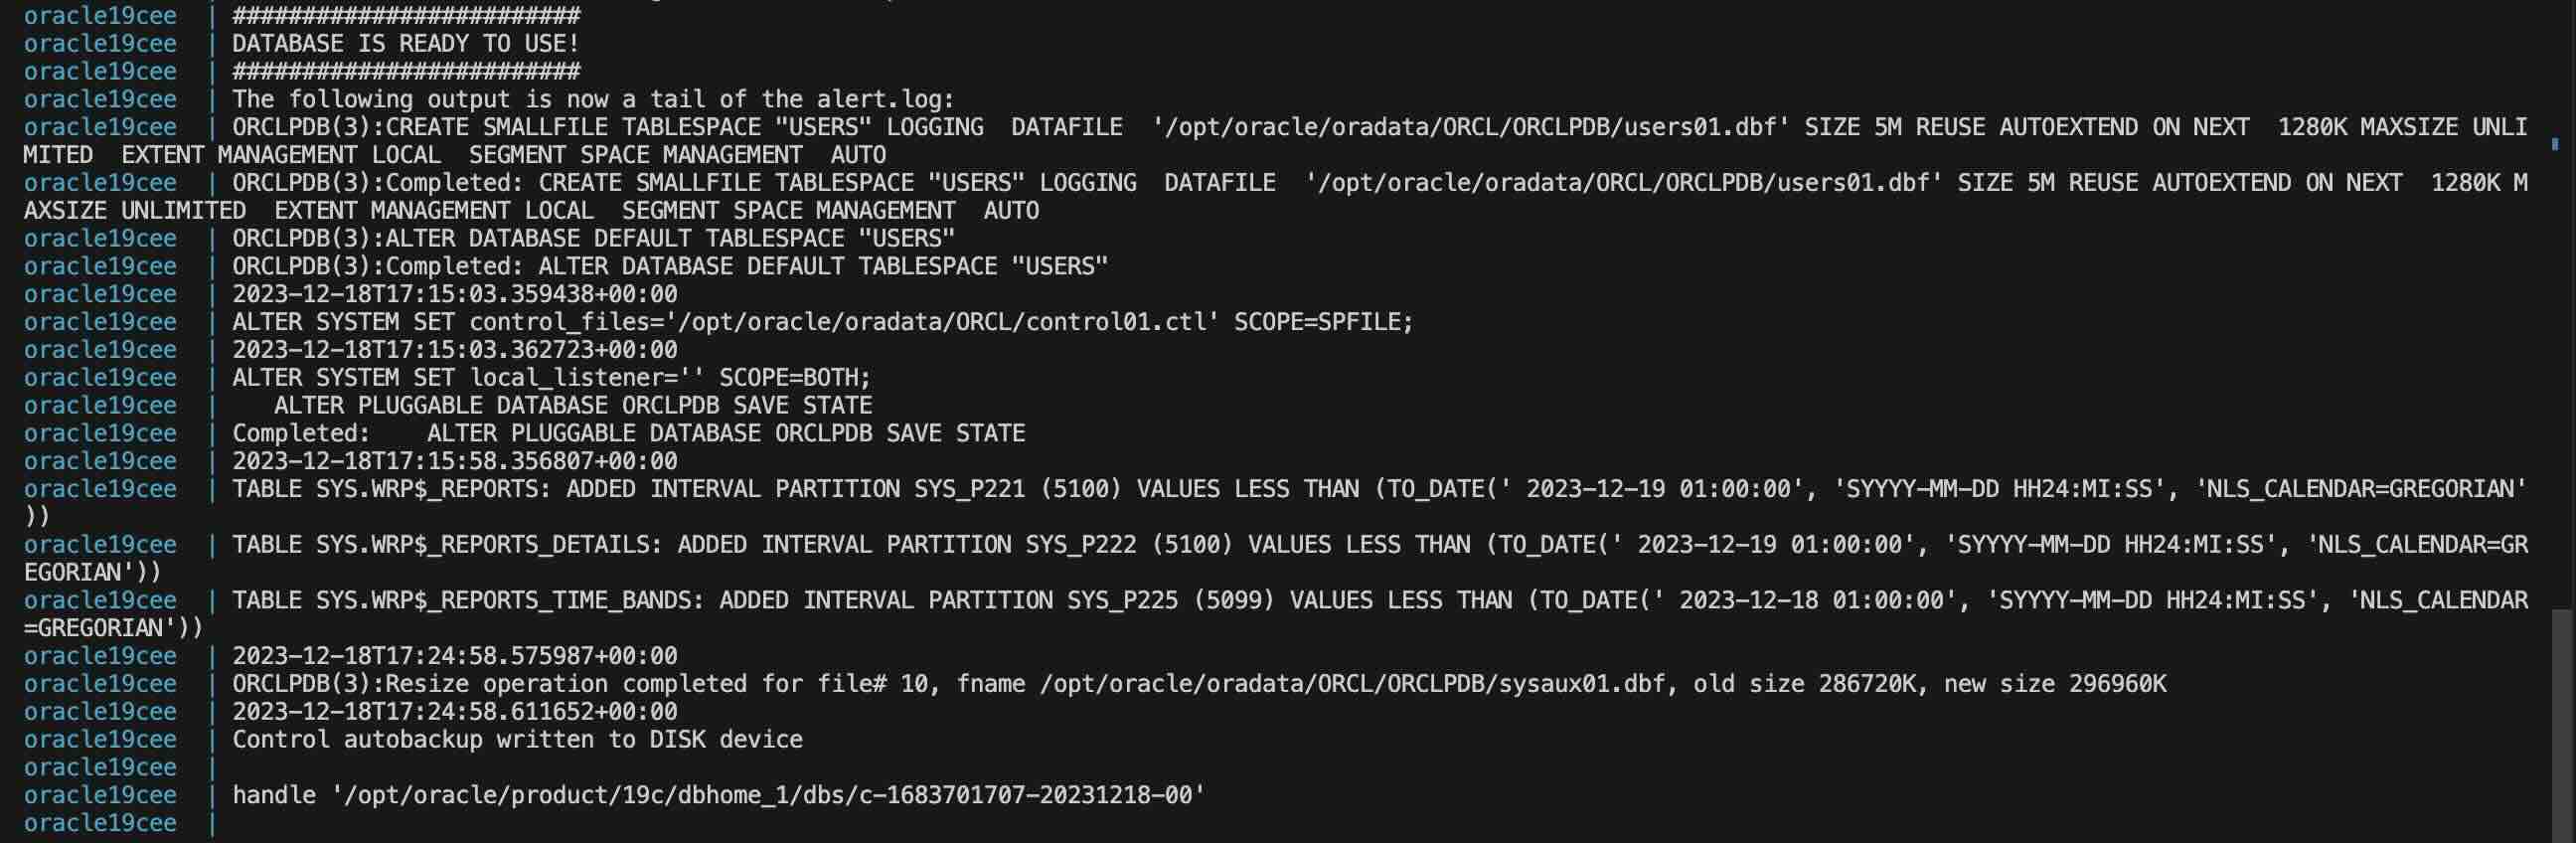 oracle19cee  | #########################
oracle19cee  | DATABASE IS READY TO USE!
oracle19cee  | #########################
oracle19cee  | The following output is now a tail of the alert.log:
oracle19cee  | ORCLPDB(3):CREATE SMALLFILE TABLESPACE "USERS" LOGGING  DATAFILE  '/opt/oracle/oradata/ORCL/ORCLPDB/users01.dbf' SIZE 5M REUSE AUTOEXTEND ON NEXT  1280K MAXSIZE UNLI
MITED  EXTENT MANAGEMENT LOCAL  SEGMENT SPACE MANAGEMENT  AUTO
oracle19cee  | ORCLPDB(3):Completed: CREATE SMALLFILE TABLESPACE "USERS" LOGGING  DATAFILE  '/opt/oracle/oradata/ORCL/ORCLPDB/users01.dbf' SIZE 5M REUSE AUTOEXTEND ON NEXT  1280K M
AXSIZE UNLIMITED  EXTENT MANAGEMENT LOCAL  SEGMENT SPACE MANAGEMENT  AUTO
oracle19cee  | ORCLPDB(3):ALTER DATABASE DEFAULT TABLESPACE "USERS"
oracle19cee  | ORCLPDB(3):Completed: ALTER DATABASE DEFAULT TABLESPACE "USERS"
oracle19cee  | 2023-12-18T17:15:03.359438+00:00
oracle19cee  | ALTER SYSTEM SET control_files='/opt/oracle/oradata/ORCL/control01.ctl' SCOPE=SPFILE;
oracle19cee  | 2023-12-18T17:15:03.362723+00:00
oracle19cee  | ALTER SYSTEM SET local_listener='' SCOPE=BOTH;
oracle19cee  |    ALTER PLUGGABLE DATABASE ORCLPDB SAVE STATE
oracle19cee  | Completed:    ALTER PLUGGABLE DATABASE ORCLPDB SAVE STATE
oracle19cee  | 2023-12-18T17:15:58.356807+00:00
oracle19cee  | TABLE SYS.WRP$_REPORTS: ADDED INTERVAL PARTITION SYS_P221 (5100) VALUES LESS THAN (TO_DATE(' 2023-12-19 01:00:00', 'SYYYY-MM-DD HH24:MI:SS', 'NLS_CALENDAR=GREGORIAN'
))
oracle19cee  | TABLE SYS.WRP$_REPORTS_DETAILS: ADDED INTERVAL PARTITION SYS_P222 (5100) VALUES LESS THAN (TO_DATE(' 2023-12-19 01:00:00', 'SYYYY-MM-DD HH24:MI:SS', 'NLS_CALENDAR=GR
EGORIAN'))
oracle19cee  | TABLE SYS.WRP$_REPORTS_TIME_BANDS: ADDED INTERVAL PARTITION SYS_P225 (5099) VALUES LESS THAN (TO_DATE(' 2023-12-18 01:00:00', 'SYYYY-MM-DD HH24:MI:SS', 'NLS_CALENDAR
=GREGORIAN'))
oracle19cee  | 2023-12-18T17:24:58.575987+00:00
oracle19cee  | ORCLPDB(3):Resize operation completed for file# 10, fname /opt/oracle/oradata/ORCL/ORCLPDB/sysaux01.dbf, old size 286720K, new size 296960K
oracle19cee  | 2023-12-18T17:24:58.611652+00:00
oracle19cee  | Control autobackup written to DISK device
oracle19cee  |
oracle19cee  | handle '/opt/oracle/product/19c/dbhome_1/dbs/c-1683701707-20231218-00'
oracle19cee  |